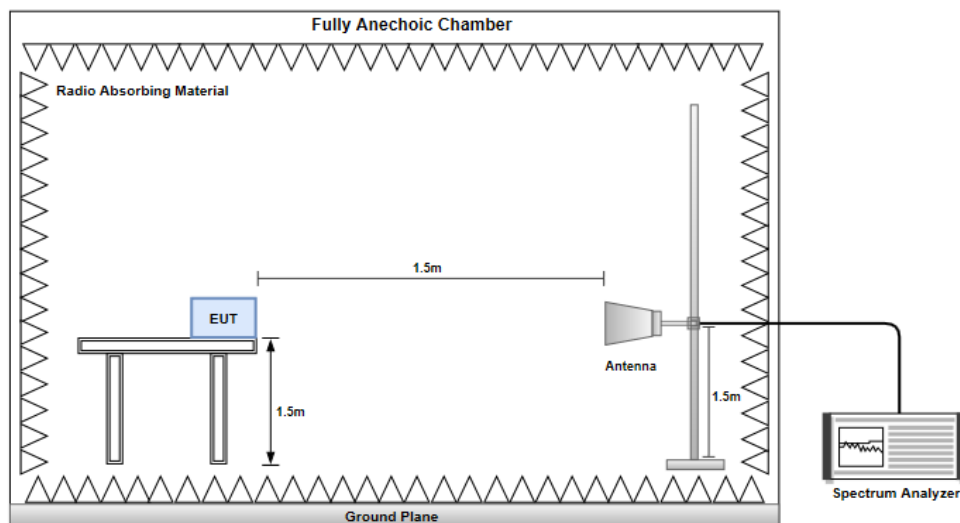 Fully Anechoic Chamber
Radio Absorbing Material
1.5m
EUT
Antenna
1.5m
1.5m
Spectrum Analyzer
Ground Plane